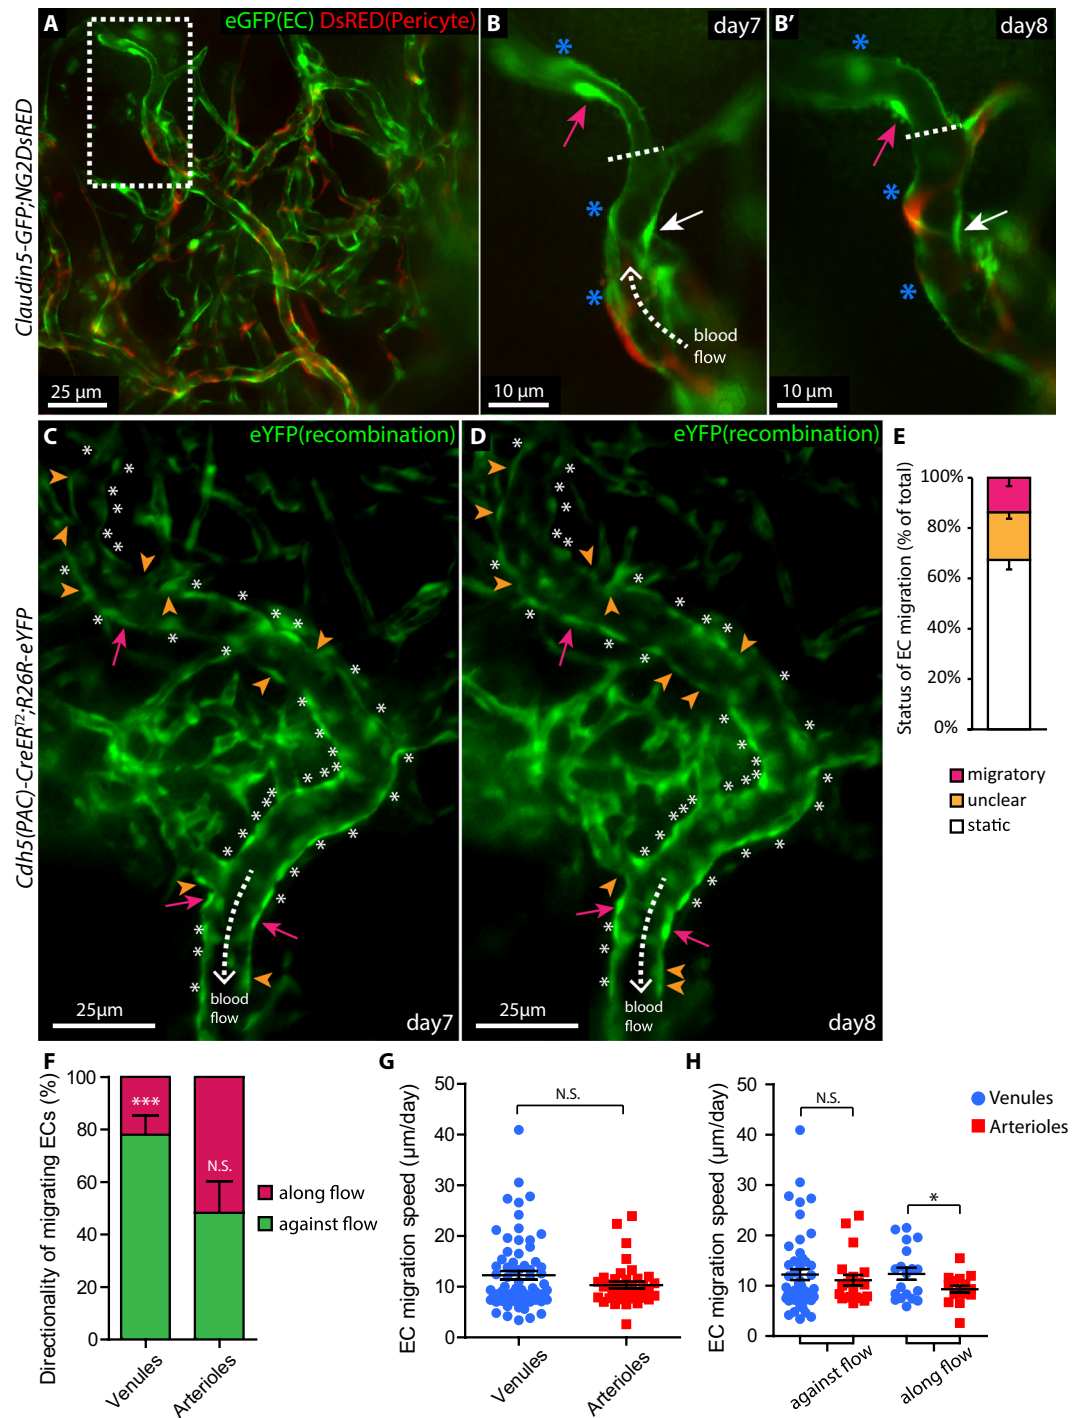 A
eGFP(EC) DsRED(Pericyte)
B
day7
B’
day8
Claudin5-GFP;NG2DsRED
*
*
*
*
*
*
blood
flow
25 µm
10 µm
10 µm
C
eYFP(recombination)
D
eYFP(recombination)
Cdh5(PAC)-CreERT2;R26R-eYFP
blood
flow
blood
flow
25µm
day7
25µm
day8
E
Status of EC migration (% of total)
100%
80%
60%
40%
20%
0%
migratory
unclear
static
F
Directionality of migrating ECs (%)
100
80
60
40
20
0
***
N.S.
along flow
against flow
Venules
Arterioles
G
EC migration speed (µm/day)
50
40
30
20
10
0
N.S.
Venules
Arterioles
H
EC migration speed (µm/day)
50
40
30
20
10
0
N.S.
*
Venules
Arterioles
against flow
along flow